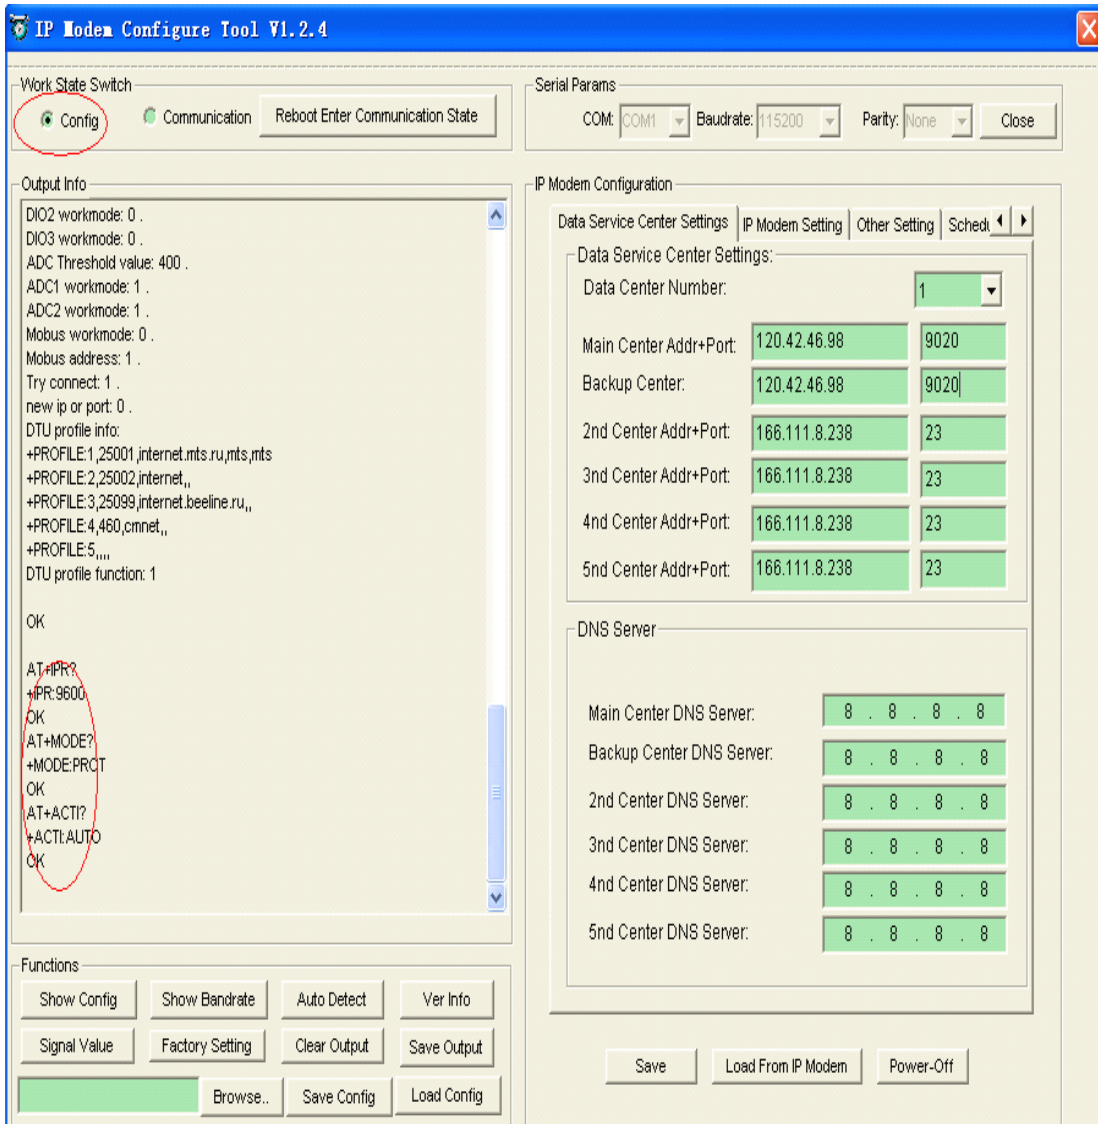 IP Modem Configure Tool V1.2.4
Work State Switch
Config
Communication
Reboot Enter Communication State
Serial Params
COM: COM1
Baudrate: 115200
Parity: None
Close
Output Info
DIO2 workmode: 0 .
DIO3 workmode: 0 .
ADC Threshold value: 400 .
ADC1 workmode: 1 .
ADC2 workmode: 1 .
Mobus workmode: 0 .
Mobus address: 1 .
Try connect: 1 .
new ip or port: 0 .
DTU profile info:
+PROFILE:1,25001,internet.mts.ru,mts,mts
+PROFILE:2,25002,internet,,
+PROFILE:3,25099,internet.beeline.ru,,
+PROFILE:4,460,cmnet,,
+PROFILE:5,,,,
DTU profile function: 1
OK
AT+IPR?
+IPR:9600
OK
AT+MODE?
+MODE:PROT
OK
AT+ACTI?
+ACTI:AUTO
OK
Functions
Show Config
Show Bandrate
Auto Detect
Ver Info
Signal Value
Factory Setting
Clear Output
Save Output
Browse..
Save Config
Load Config
IP Modem Configuration
Data Service Center Settings
IP Modem Setting
Other Setting
Schedu
Data Service Center Settings:
Data Center Number: 1
Main Center Addr+Port: 120.42.46.98 9020
Backup Center: 120.42.46.98 9020
2nd Center Addr+Port: 166.111.8.238 23
3nd Center Addr+Port: 166.111.8.238 23
4nd Center Addr+Port: 166.111.8.238 23
5nd Center Addr+Port: 166.111.8.238 23
DNS Server
Main Center DNS Server: 8 . 8 . 8 . 8
Backup Center DNS Server: 8 . 8 . 8 . 8
2nd Center DNS Server: 8 . 8 . 8 . 8
3nd Center DNS Server: 8 . 8 . 8 . 8
4nd Center DNS Server: 8 . 8 . 8 . 8
5nd Center DNS Server: 8 . 8 . 8 . 8
Save
Load From IP Modem
Power-Off